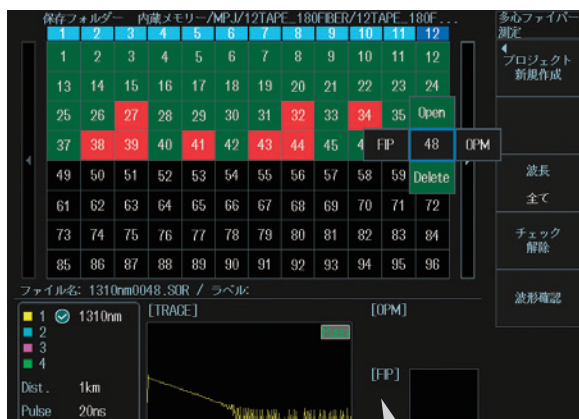 保存フォルダー 内蔵メモリー/MPJ/12TAPE_180FIBER/12TAPE_180F...
多心ファイバー
測定
1 2 3 4 5 6 7 8 9 10 11 12
1 2 3 4 5 6 7 8 9 10 11 12
プロジェクト
新規作成
13 14 15 16 17 18 19 20 21 22 23 24
25 26 27 28 29 30 31 32 33 34 35 Open
37 38 39 40 41 42 43 44 45 4 FIP 48 OPM
49 50 51 52 53 54 55 56 57 58 59 Delete
波長
全て
61 62 63 64 65 66 67 68 69 70 71 72
73 74 75 76 77 78 79 80 81 82 83 84
チェック
解除
85 86 87 88 89 90 91 92 93 94 95 96
ファイル名: 1310nm0048.SOR / ラベル:
波形確認
1 1310nm
[TRACE]
[OPM]
2
3
4
[FIP]
Dist. 1km
Pulse 20ns